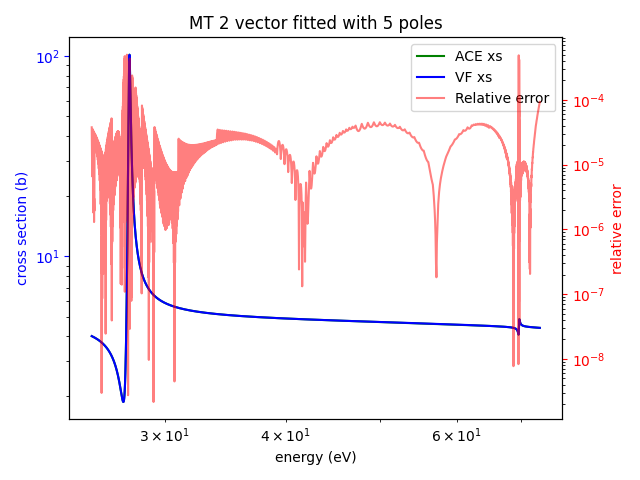 MT 2 vector fitted with 5 poles
ACE xs
VF xs
Relative error
10²
10¹
cross section (b)
10⁻⁴
10⁻⁵
10⁻⁶
10⁻⁷
10⁻⁸
relative error
3 × 10¹ 4 × 10¹ 6 × 10¹
energy (eV)